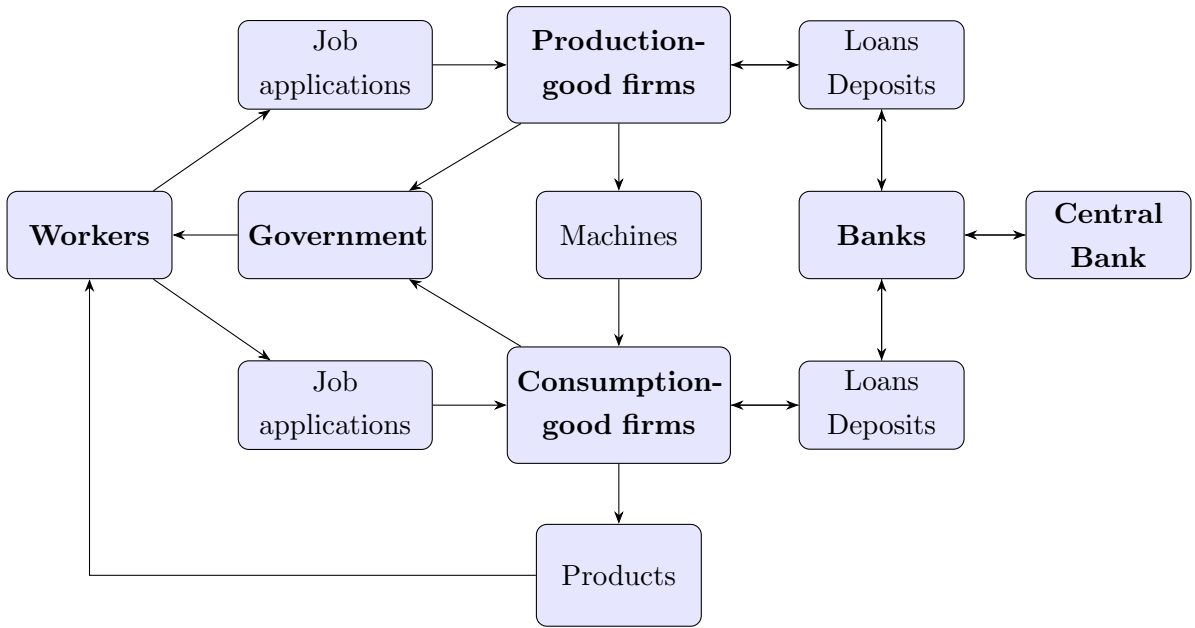 Job
applications
Production-
good firms
Loans
Deposits
Workers
Government
Machines
Banks
Central
Bank
Job
applications
Consumption-
good firms
Loans
Deposits
Products